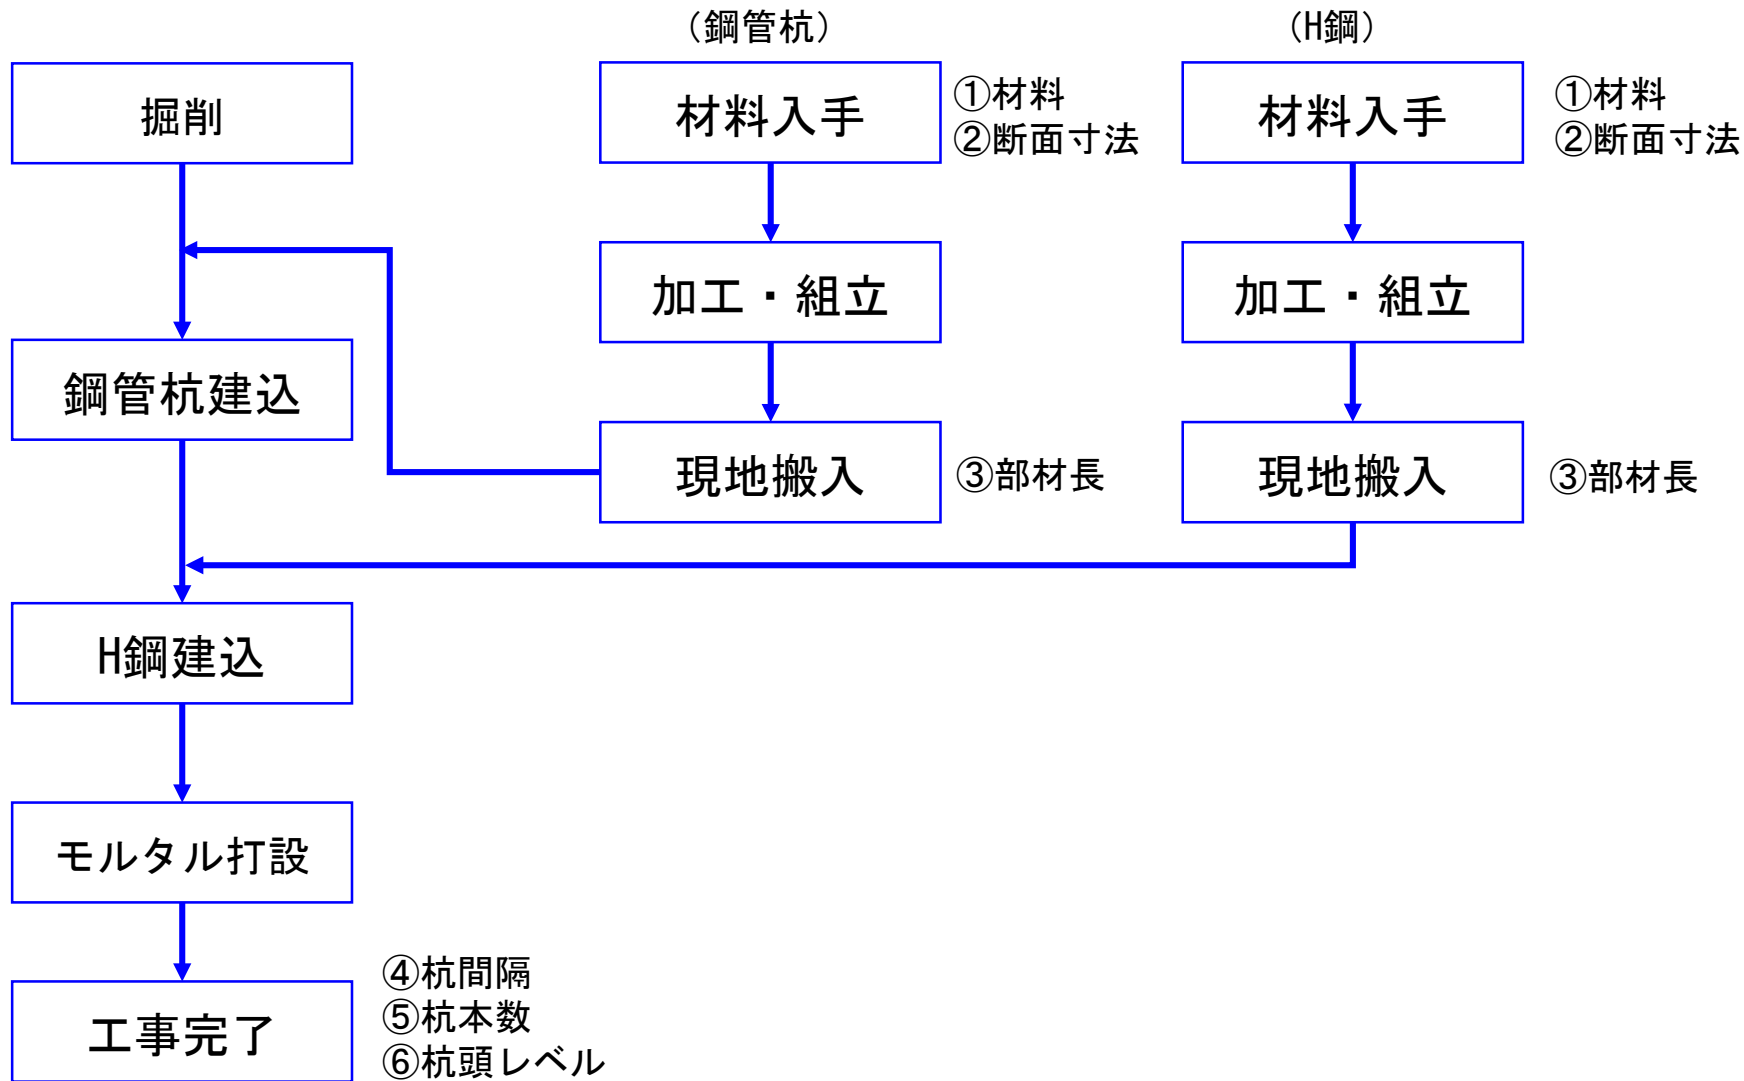 （鋼管杭）
（H鋼）
掘削
材料入手
①材料
②断面寸法
材料入手
①材料
②断面寸法
加工・組立
加工・組立
鋼管杭建込
現地搬入
③部材長
現地搬入
③部材長
H鋼建込
モルタル打設
工事完了
④杭間隔
⑤杭本数
⑥杭頭レベル